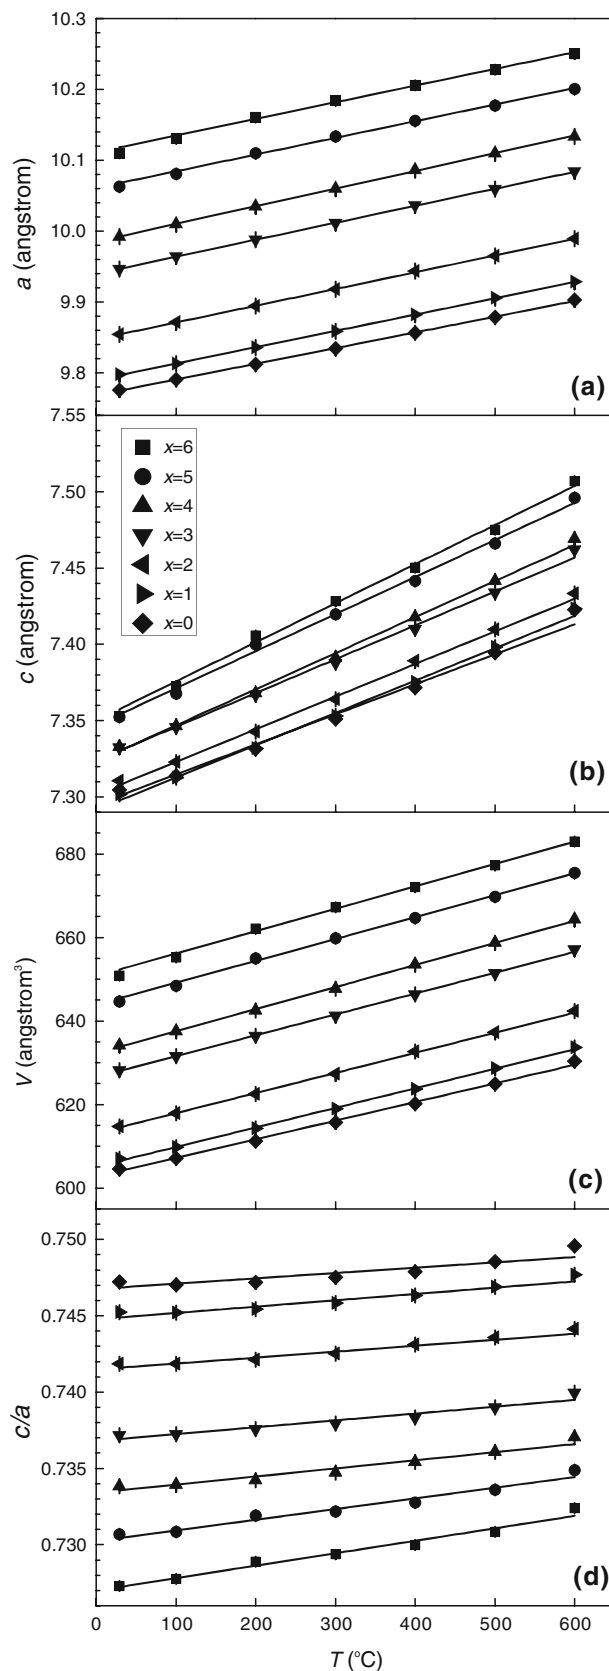 10.3
10.2
10.1
10.0
9.9
9.8
a (angstrom)
(a)
7.55
7.50
7.45
7.40
7.35
7.30
c (angstrom)
x=6
x=5
x=4
x=3
x=2
x=1
x=0
(b)
680
660
640
620
600
V (angstrom³)
(c)
0.750
0.745
0.740
0.735
0.730
c/a
(d)
0 100 200 300 400 500 600
T (°C)